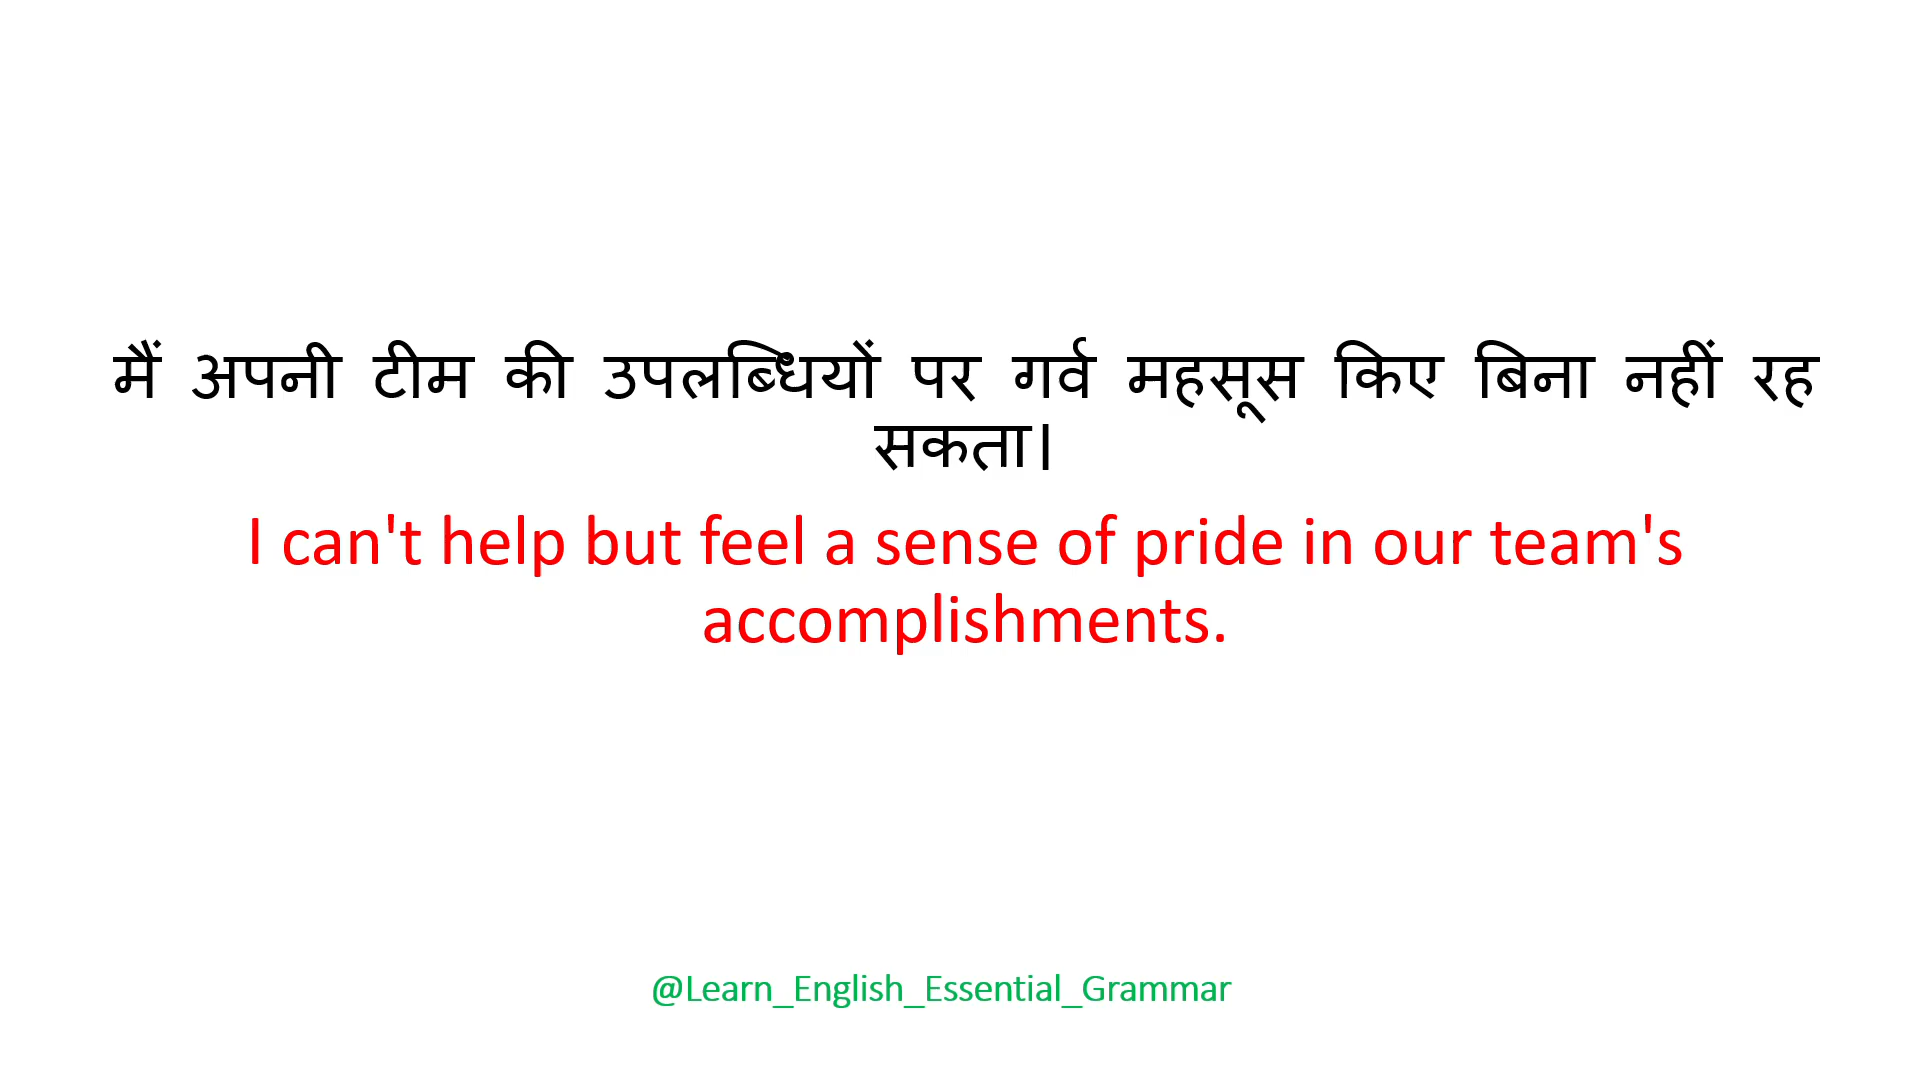 मैं अपनी टीम की उपलब्धियों पर गर्व महसूस किए बिना नहीं रह
सकता।
I can't help but feel a sense of pride in our team's
accomplishments.
@Learn_English_Essential_Grammar